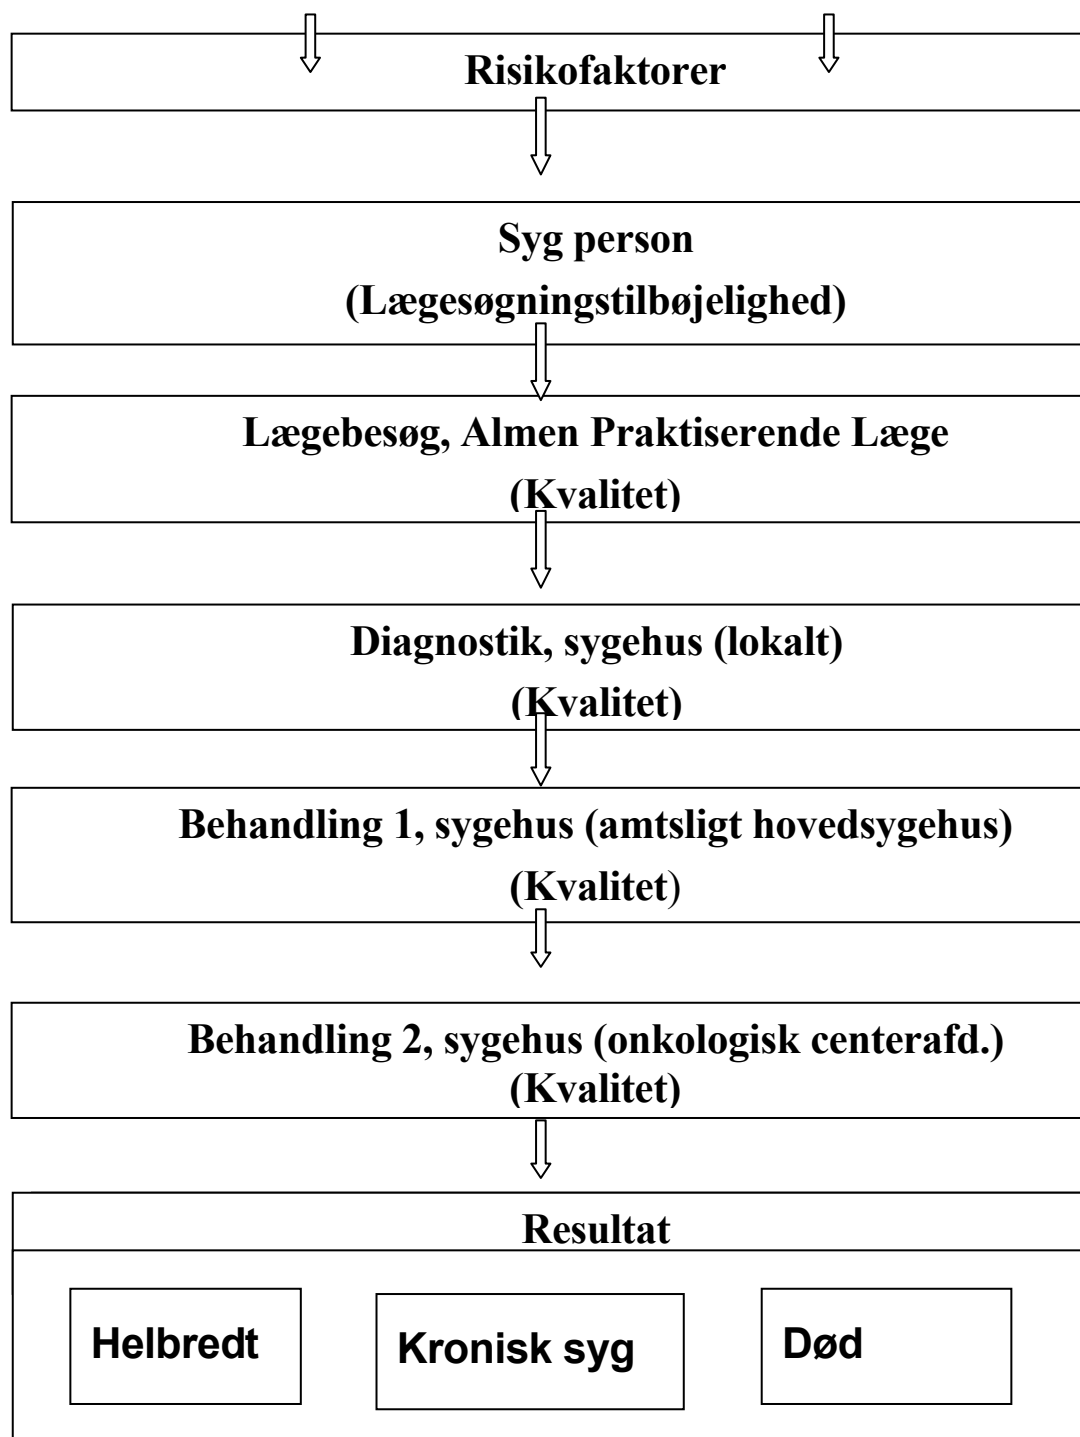 Risikofaktorer
Syg person
(Lægesøgningstilbøjelighed)
Lægebesøg, Almen Praktiserende Læge
(Kvalitet)
Diagnostik, sygehus (lokalt)
(Kvalitet)
Behandling 1, sygehus (amtsligt hovedsygehus)
(Kvalitet)
Behandling 2, sygehus (onkologisk centerafd.)
(Kvalitet)
Resultat
Helbredt
Kronisk syg
Død